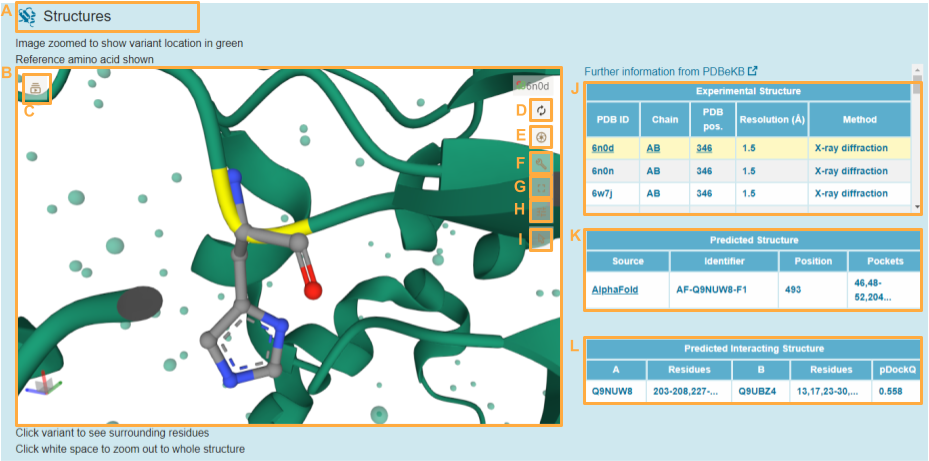 A Structures
Image zoomed to show variant location in green
Reference amino acid shown
B
C
6n0d
D
E
F
G
H
I
Click variant to see surrounding residues
Click white space to zoom out to whole structure
Further information from PDBeKB
J
Experimental Structure
PDB ID Chain PDB pos. Resolution (Å) Method
6n0d AB 346 1.5 X-ray diffraction
6n0n AB 346 1.5 X-ray diffraction
6w7j AB 346 1.5 X-ray diffraction
K
Predicted Structure
Source Identifier Position Pockets
AlphaFold AF-Q9NUW8-F1 493 46,48-52,204...
L
Predicted Interacting Structure
A Residues B Residues pDockQ
Q9NUW8 203-208,227-... Q9UBZ4 13,17,23-30,... 0.558